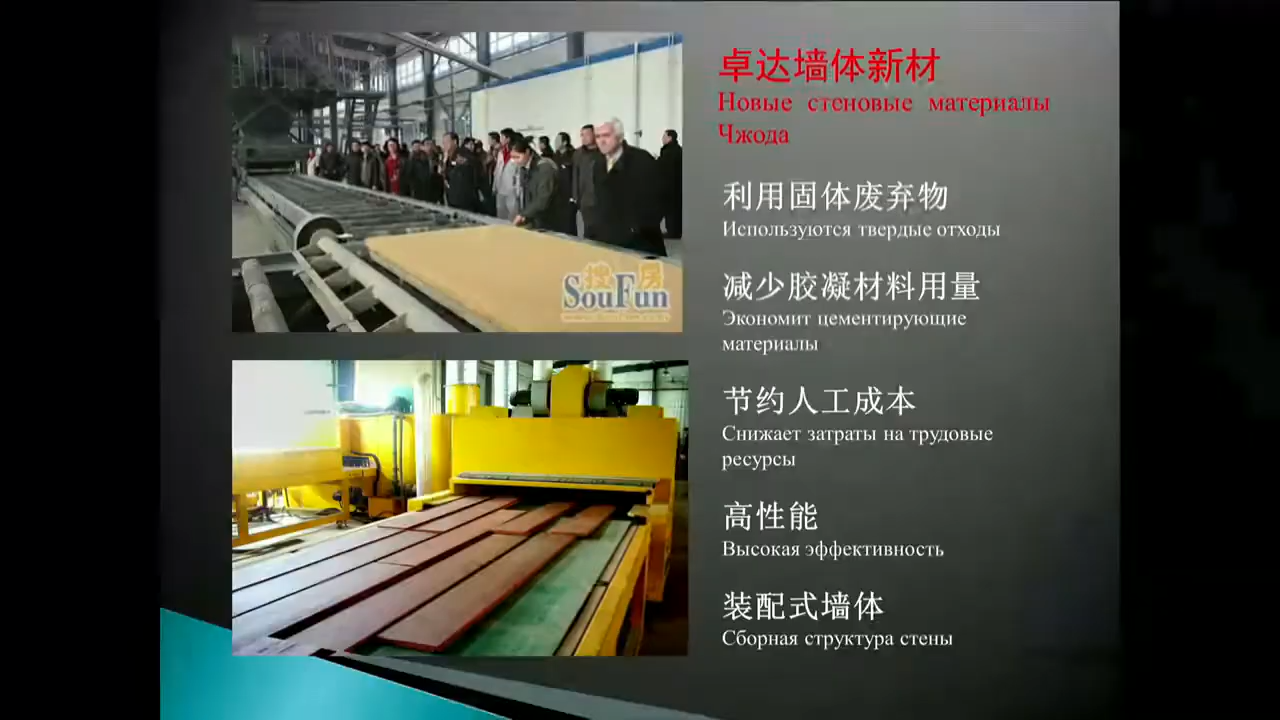 卓达墙体新材
Новые стеновые материалы
Чжода
利用固体废弃物
Используются твердые отходы
减少胶凝材料用量
Экономит цементирующие
материалы
节约人工成本
Снижает затраты на трудовые
ресурсы
高性能
Высокая эффективность
装配式墙体
Сборная структура стены
搜房
SouFun